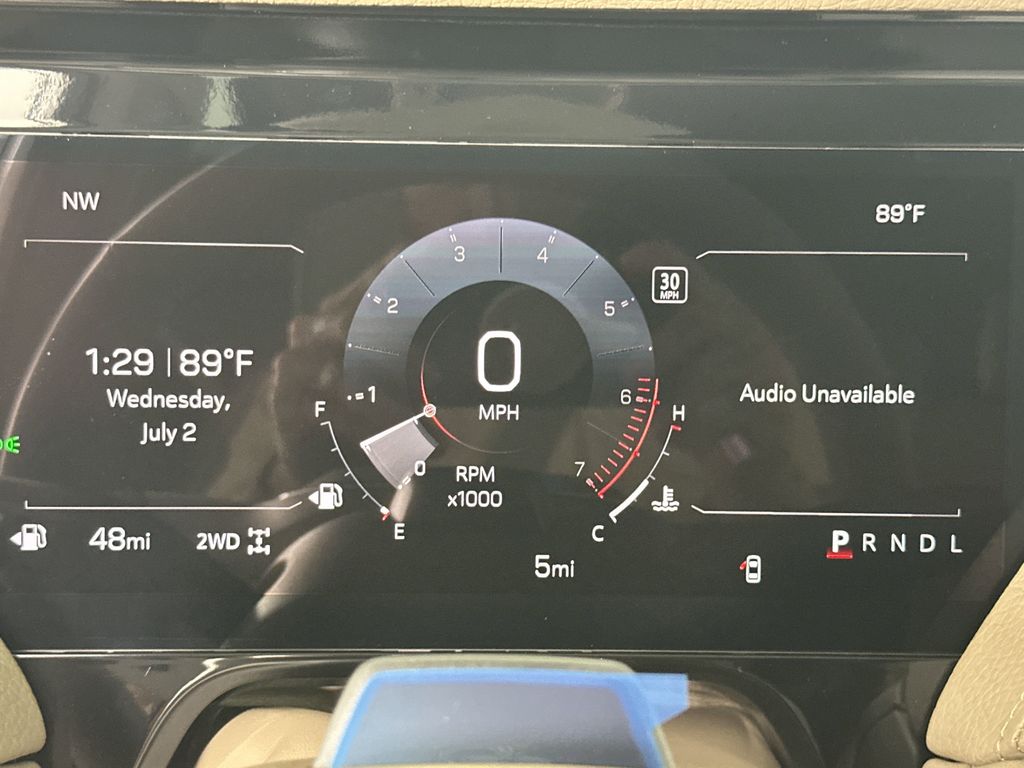 NW
89°F
3
4
2
5
30
MPH
1:29 | 89°F
Wednesday,
July 2
0
MPH
1
6
Audio Unavailable
F
H
0
7
RPM
x1000
E
C
48mi
2WD
5mi
P R N D L